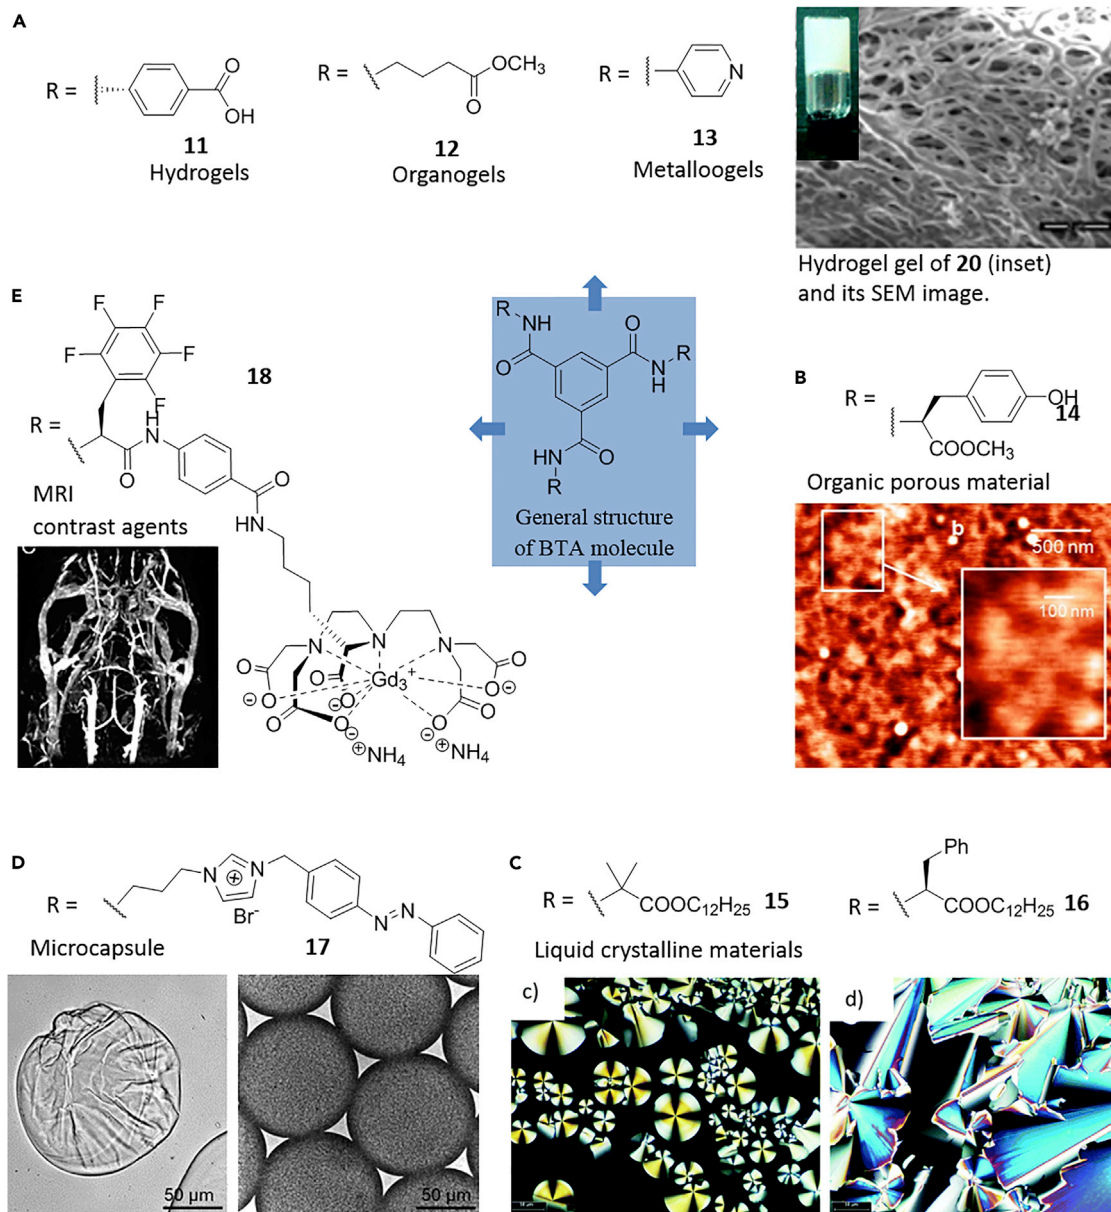 A
R =
O
OH
11
Hydrogels
R =
OCH₃
O
12
Organogels
R =
N
13
Metalloogels
Hydrogel gel of 20 (inset)
and its SEM image.
E
F
F
F
F
F
18
R =
H
N
O
O
HN
MRI
contrast agents
N
N
N
O
O
O
O
O
O
O
O
O
O
Gd₃⁺
⊖
⊖
⊖
⊖
⊖
⊕NH₄
⊕NH₄
R
NH
O
O
R
N
H
O
HN
R
General structure
of BTA molecule
B
R =
OH
14
COOCH₃
Organic porous material
b
500 nm
100 nm
D
R =
N
⊕
N
Br⁻
N
N
Microcapsule
17
50 µm
50 µm
C
R =
COOC₁₂H₂₅
15
R =
Ph
COOC₁₂H₂₅
16
Liquid crystalline materials
c)
d)